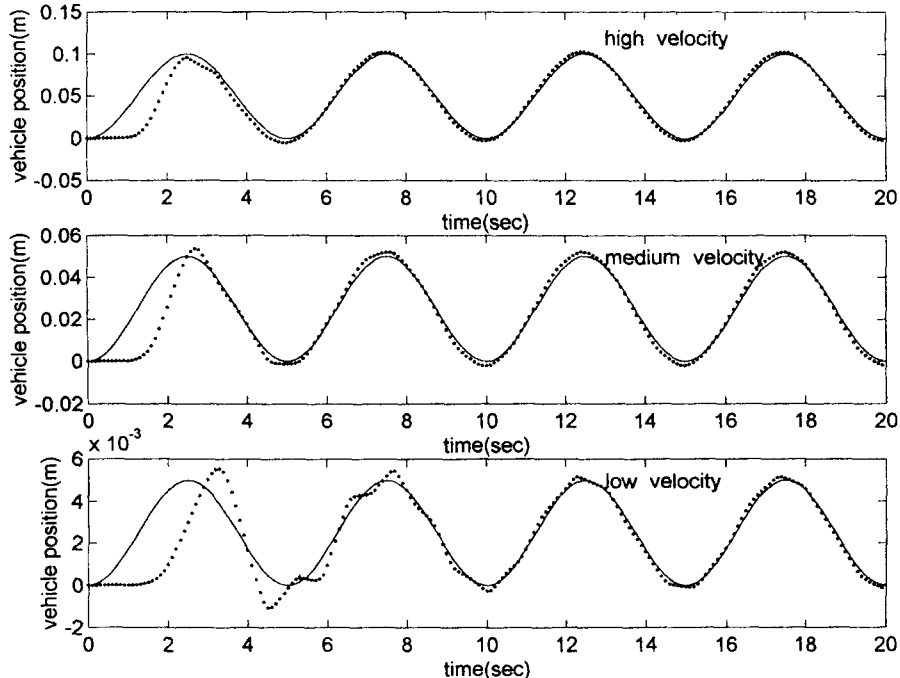 0.15
0.1
0.05
0
-0.05
vehicle position(m)
high velocity
0 2 4 6 8 10 12 14 16 18 20
time(sec)
0.06
0.04
0.02
0
-0.02
vehicle position(m)
medium velocity
0 2 4 6 8 10 12 14 16 18 20
time(sec)
x 10⁻³
6
4
2
0
-2
vehicle position(m)
low velocity
0 2 4 6 8 10 12 14 16 18 20
time(sec)